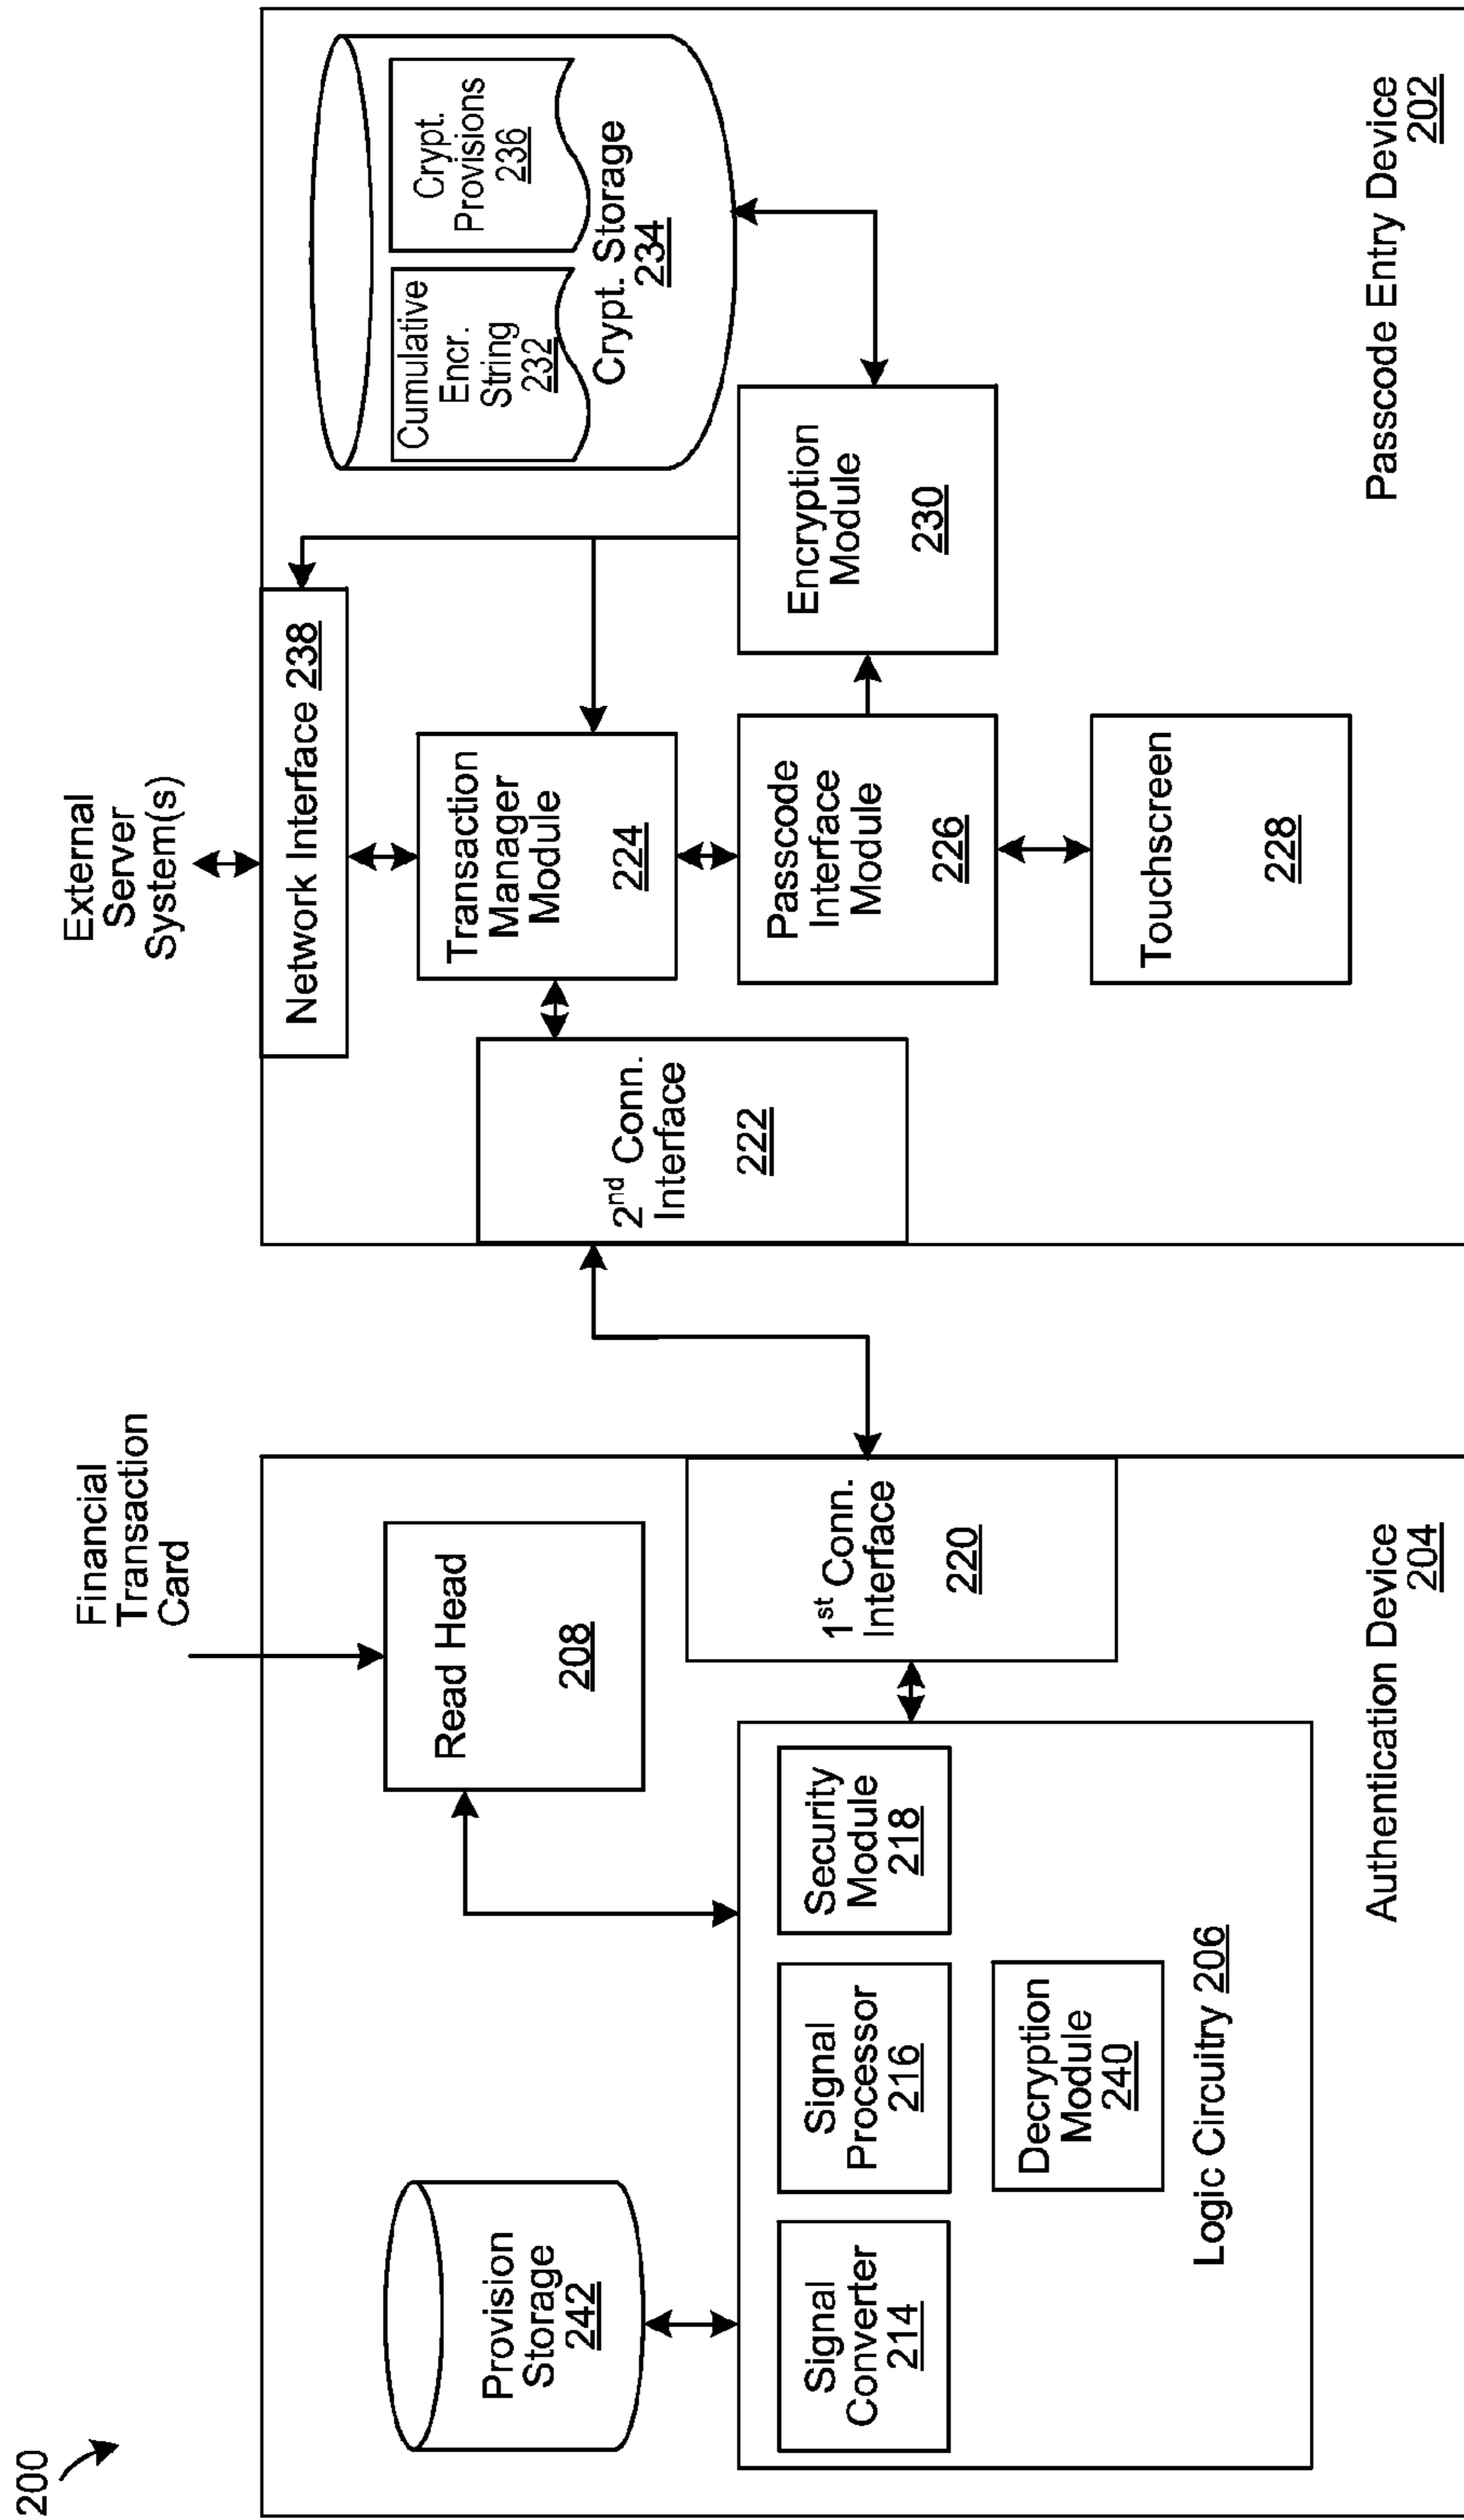 200
Financial
Transaction
Card
Provision
Storage
242
Read Head
208
Signal
Converter
214
Signal
Processor
216
Security
Module
218
Decryption
Module
240
Logic Circuitry 206
1st Conn.
Interface
220
Authentication Device
204
External
Server
System(s)
Network Interface 238
2nd Conn.
Interface
222
Transaction
Manager
Module
224
Passcode
Interface
Module
226
Touchscreen
228
Encryption
Module
230
Cumulative
Encr.
String
232
Crypt.
Provisions
236
Crypt. Storage
234
Passcode Entry Device
202